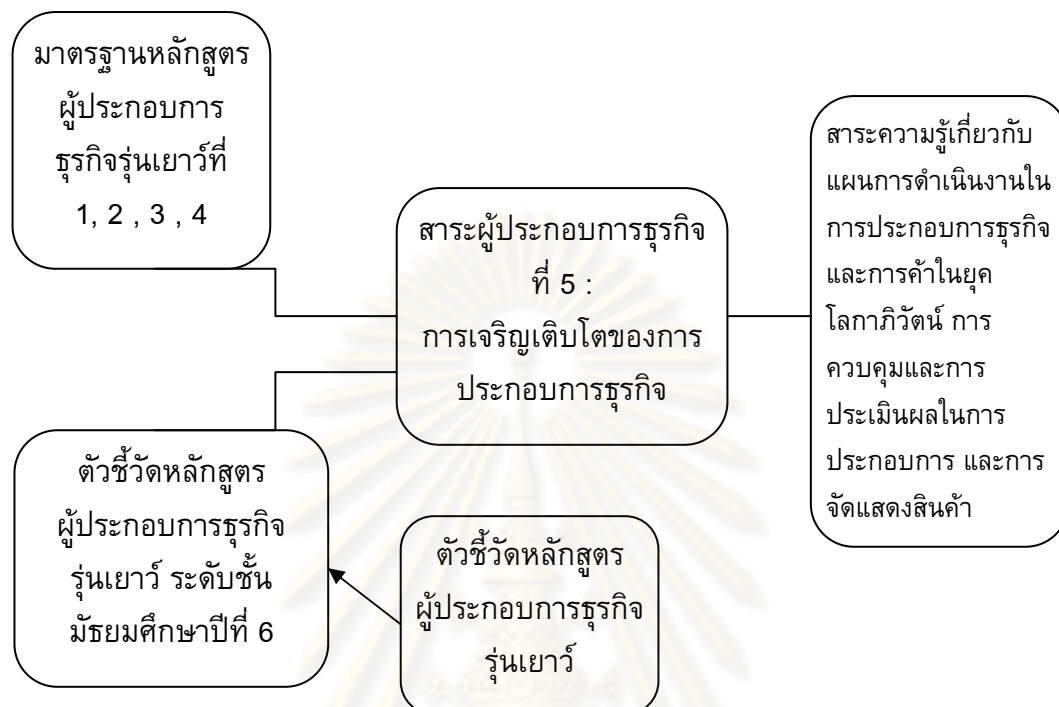 มาตรฐานหลักสูตร
ผู้ประกอบการ
ธุรกิจรุ่นเยาว์ที่
1, 2 , 3 , 4
สาระผู้ประกอบการธุรกิจ
ที่ 5 :
การเจริญเติบโตของการ
ประกอบการธุรกิจ
สาระความรู้เกี่ยวกับ
แผนการดำเนินงานใน
การประกอบการธุรกิจ
และการค้าในยุค
โลกาภิวัตน์ การ
ควบคุมและการ
ประเมินผลในการ
ประกอบการ และการ
จัดแสดงสินค้า
ตัวชี้วัดหลักสูตร
ผู้ประกอบการธุรกิจ
รุ่นเยาว์ ระดับชั้น
มัธยมศึกษาปีที่ 6
ตัวชี้วัดหลักสูตร
ผู้ประกอบการธุรกิจ
รุ่นเยาว์